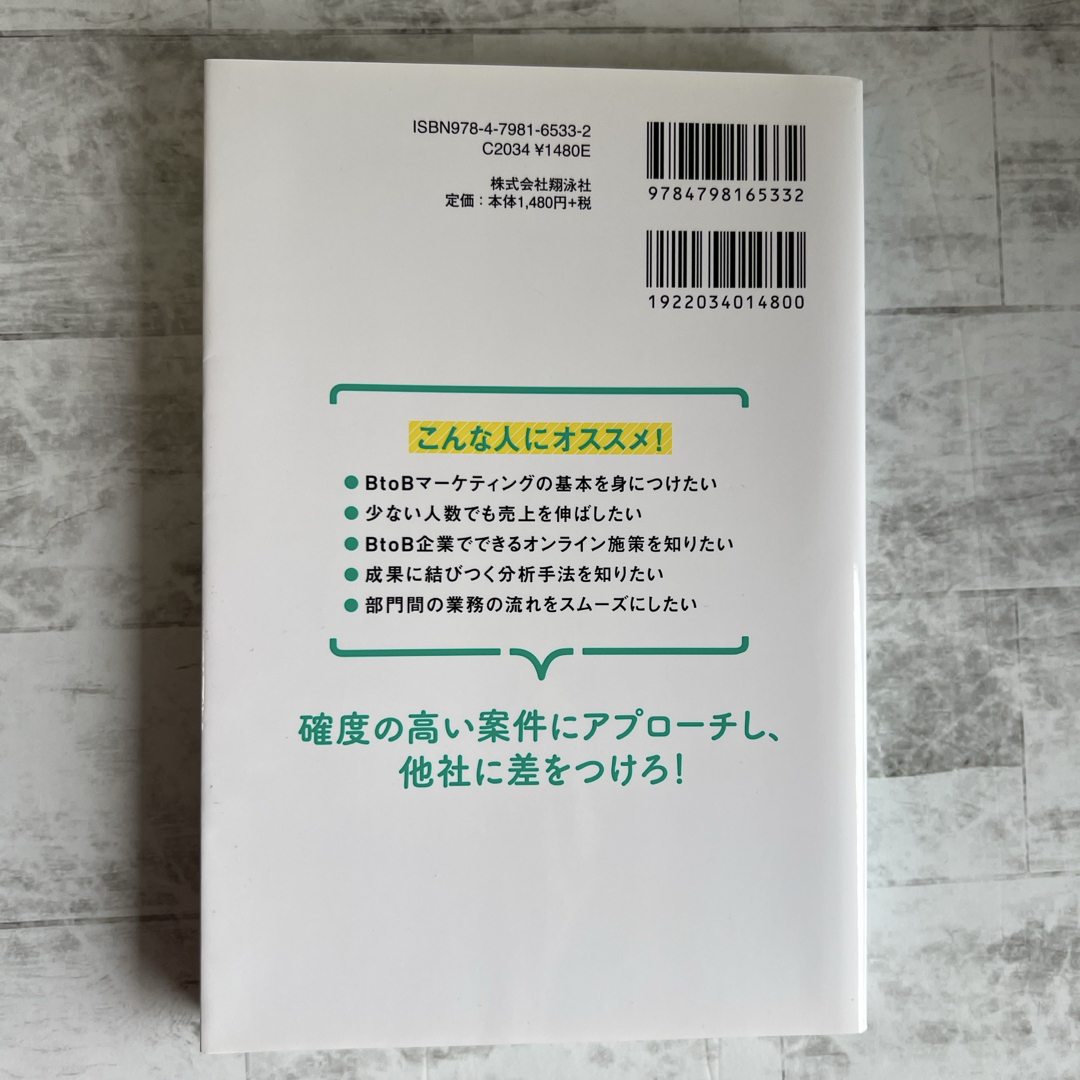 ISBN978-4-7981-6533-2
C2034 ¥1480E
株式会社翔泳社
定価：本体1,480円+税
9784798165332
1922034014800
こんな人にオススメ！
● BtoBマーケティングの基本を身につけたい
● 少ない人数でも売上を伸ばしたい
● BtoB企業でできるオンライン施策を知りたい
● 成果に結びつく分析手法を知りたい
● 部門間の業務の流れをスムーズにしたい
確度の高い案件にアプローチし、
他社に差をつけろ！